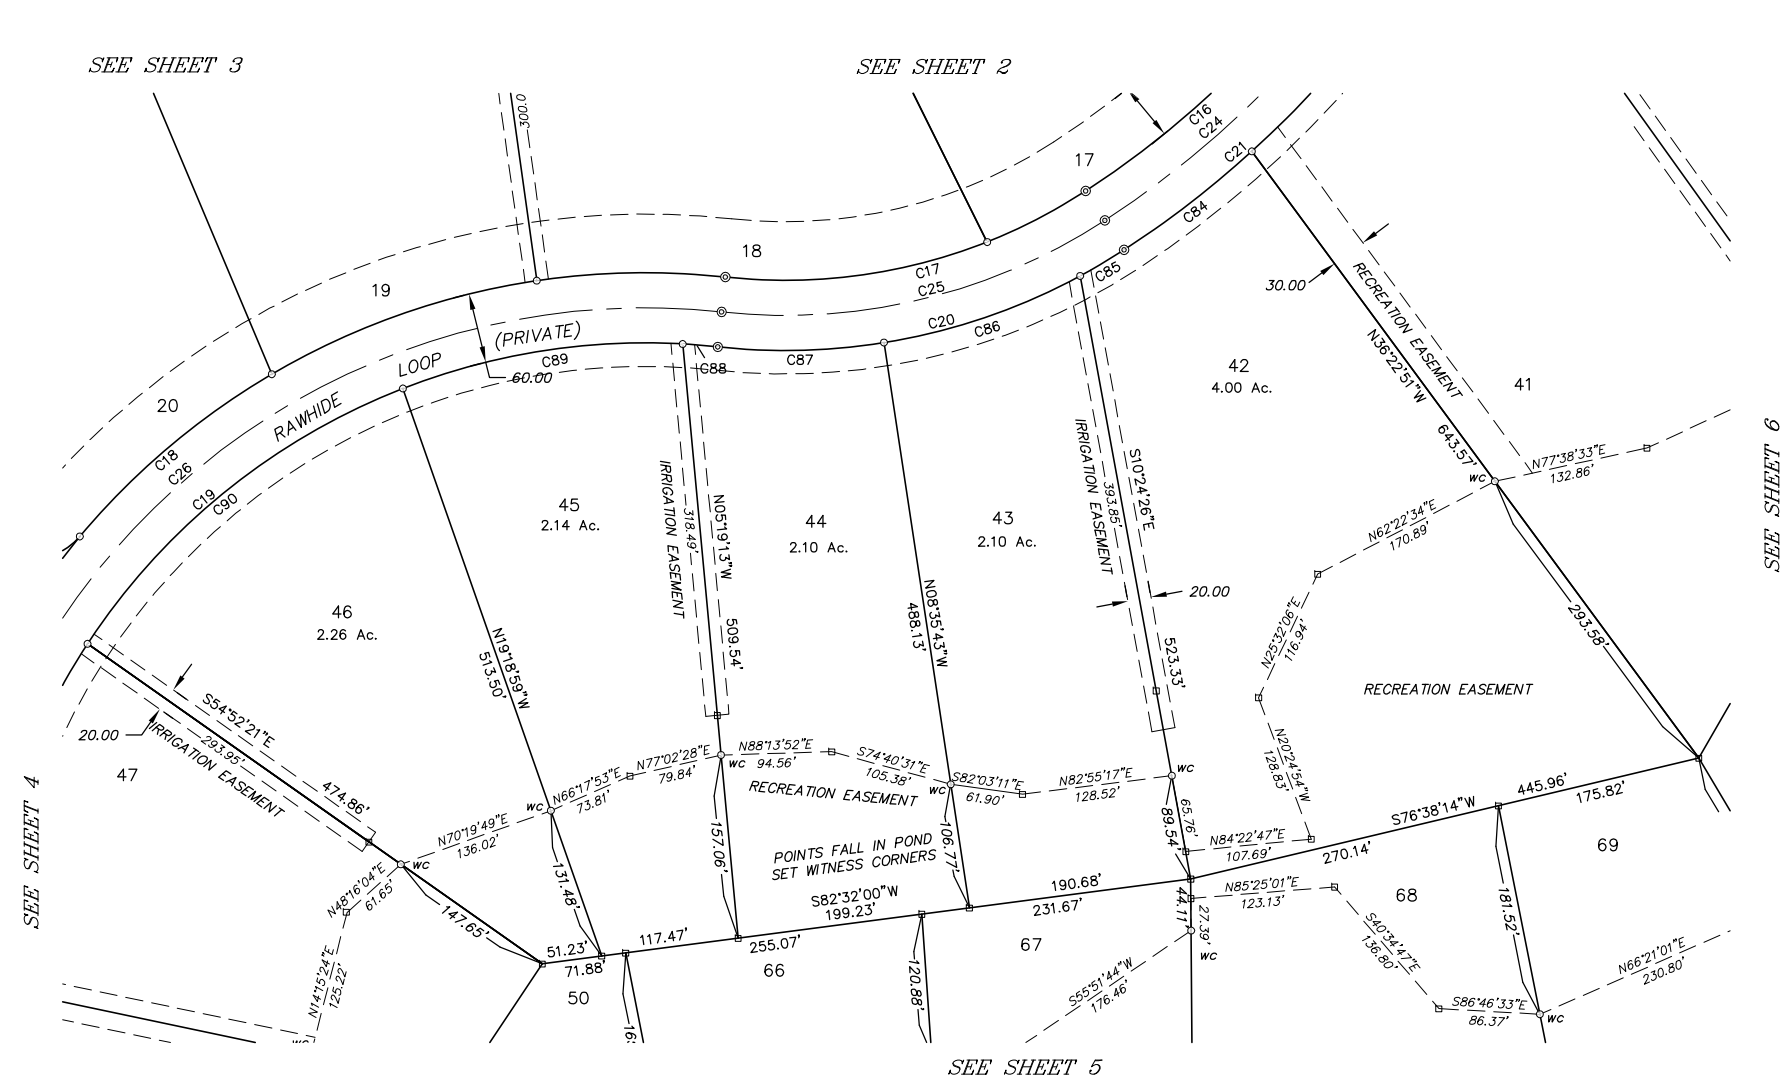 SEE SHEET 3
SEE SHEET 2
300.0
C16
C24
17
C21
C84
18
C17
C25
C85
19
C20
C86
30.00
RECREATION EASEMENT
(PRIVATE)
LOOP
RAWHIDE
C89
60.00
C88
C87
42
4.00 Ac.
N36°22'51"W
643.57'
41
20
C18
C26
C19
C90
IRRIGATION EASEMENT
318.49'
N05°19'13"W
509.54'
IRRIGATION EASEMENT
393.85'
S10°24'26"E
523.33'
WC
N77°38'33"E
132.86'
SEE SHEET 6
45
2.14 Ac.
44
2.10 Ac.
43
2.10 Ac.
N62°22'34"E
170.89'
20.00
46
2.26 Ac.
N19°18'59"W
513.50'
N08°35'43"W
488.13'
N25°32'06"E
116.94'
293.58'
RECREATION EASEMENT
S54°52'21"E
20.00
293.95'
IRRIGATION EASEMENT
474.86'
47
N20°24'54"W
128.83'
N66°17'53"E
73.81'
N77°02'28"E
79.84'
N88°13'52"E
94.56'
WC
S74°40'31"E
105.38'
S82°03'11"E
61.90'
WC
N82°55'17"E
128.52'
WC
RECREATION EASEMENT
WC
N70°19'49"E
136.02'
WC
65.76'
89.54'
N84°22'47"E
107.69'
S76°38'14"W
270.14'
445.96'
175.82'
69
SEE SHEET 4
POINTS FALL IN POND
SET WITNESS CORNERS
157.06'
106.77'
131.48'
N48°16'04"E
61.65'
147.65'
S82°32'00"W
199.23'
190.68'
231.67'
44.11'
27.39'
WC
N85°25'01"E
123.13'
68
181.52'
51.23'
71.88'
117.47'
255.07'
67
66
50
120.88'
S40°34'47"E
136.80'
N14°15'24"E
125.22'
WC
S55°51'44"W
176.46'
S86°46'33"E
86.37'
WC
N66°21'01"E
230.80'
SEE SHEET 5